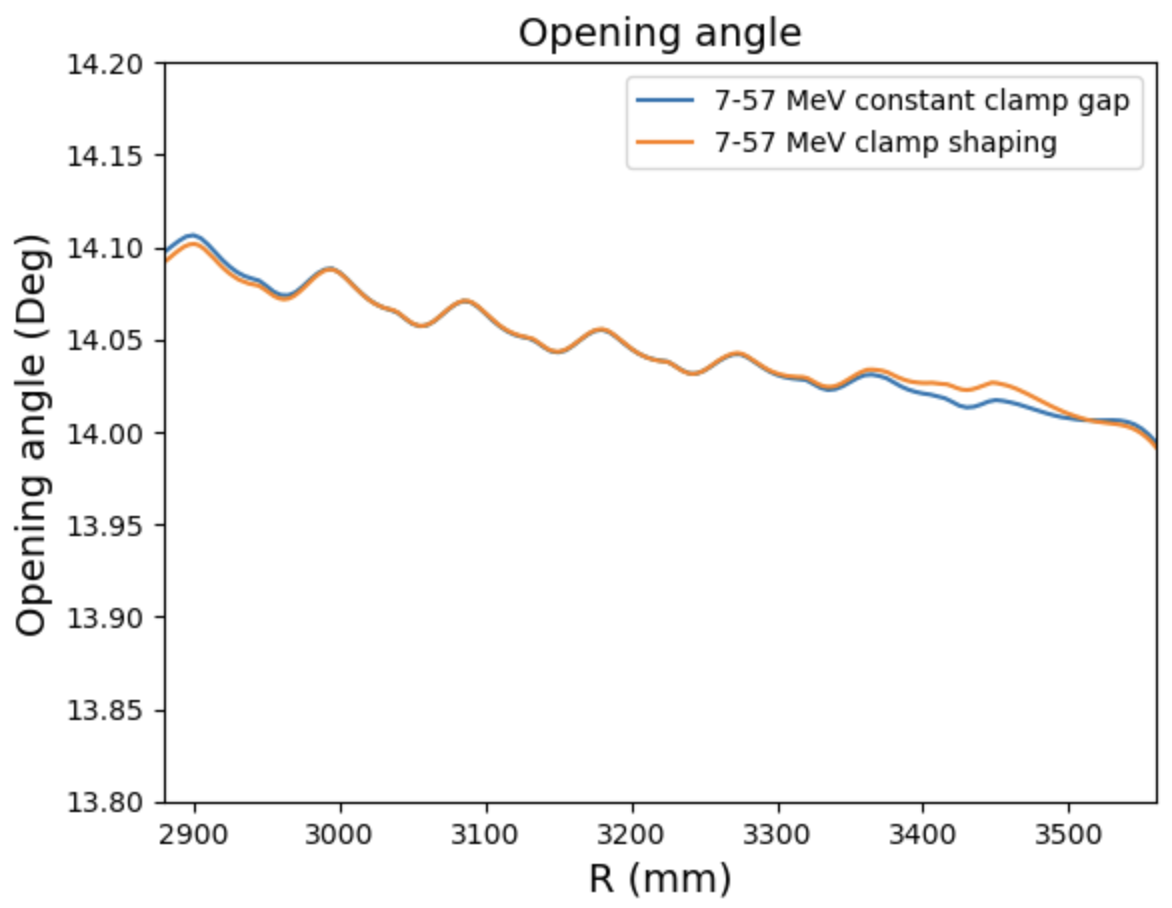 Opening angle
7-57 MeV constant clamp gap
7-57 MeV clamp shaping
Opening angle (Deg)
14.20
14.15
14.10
14.05
14.00
13.95
13.90
13.85
13.80
2900 3000 3100 3200 3300 3400 3500
R (mm)